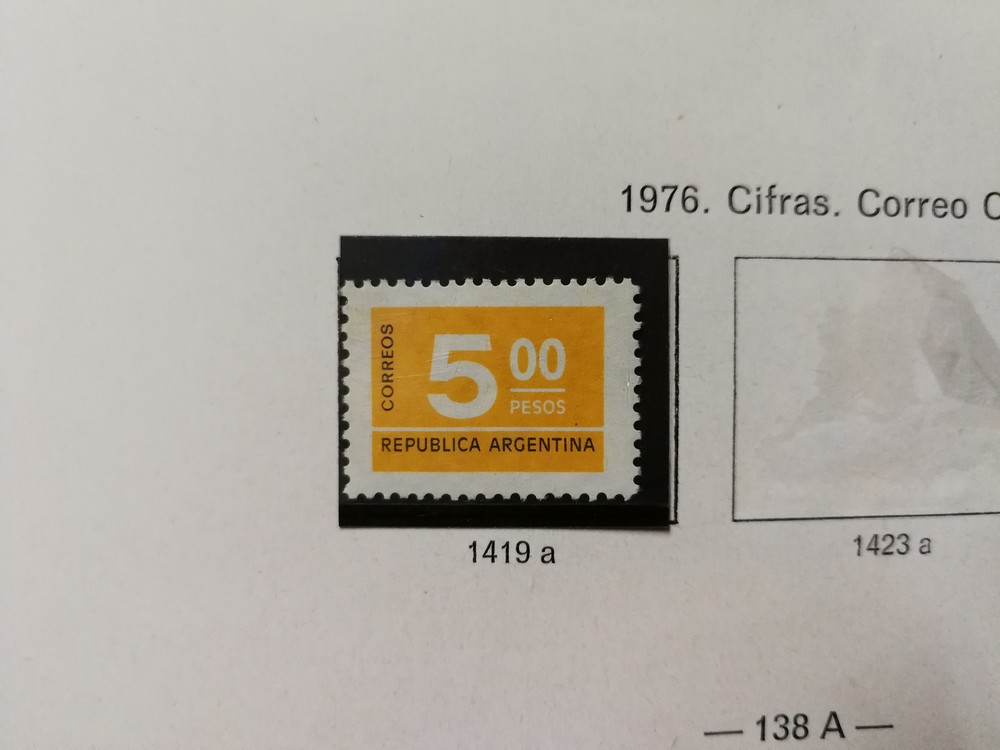 1976. Cifras. Correo
CORREOS
5 00
PESOS
REPUBLICA ARGENTINA
1419 a
1423 a
— 138 A —